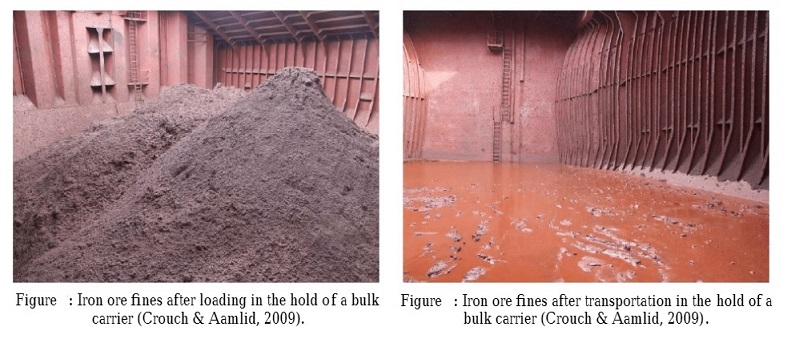 Figure : Iron ore fines after loading in the hold of a bulk
carrier (Crouch & Aamlid, 2009).
Figure : Iron ore fines after transportation in the hold of a
bulk carrier (Crouch & Aamlid, 2009).